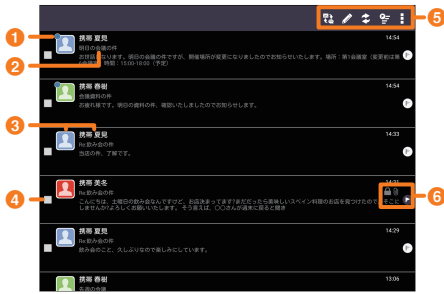 携帯 夏見
14:54
明日の会議の件
お世話になります。明日の会議の件ですが、開催場所が変更になりましたのでお知らせいたします。場所：第1会議室（変更前は第
時間：15:00-18:00（予定）
携帯 春樹
14:54
会議資料の件
お疲れ様です。明日の資料の件、確認いたしましたのでお知らせします。
携帯 夏見
14:33
Re:飲み会の件
当店の件、了解です。
携帯 美冬
14:31
Re:飲み会の件
こんにちは、土曜日の飲み会なんですけど、お店決まってます?まだだったら美味しいスペイン料理のお店を見つけたので、そこに
しませんか?よろしくお願いいたします。 そう言えば、〇〇さんが週末に戻ると聞き
携帯 夏見
14:29
Re:飲み会の件
飲み会のこと、久しぶりなので楽しみにしています。
携帯 春樹
13:06
先週の会議
1
2
3
4
5
6